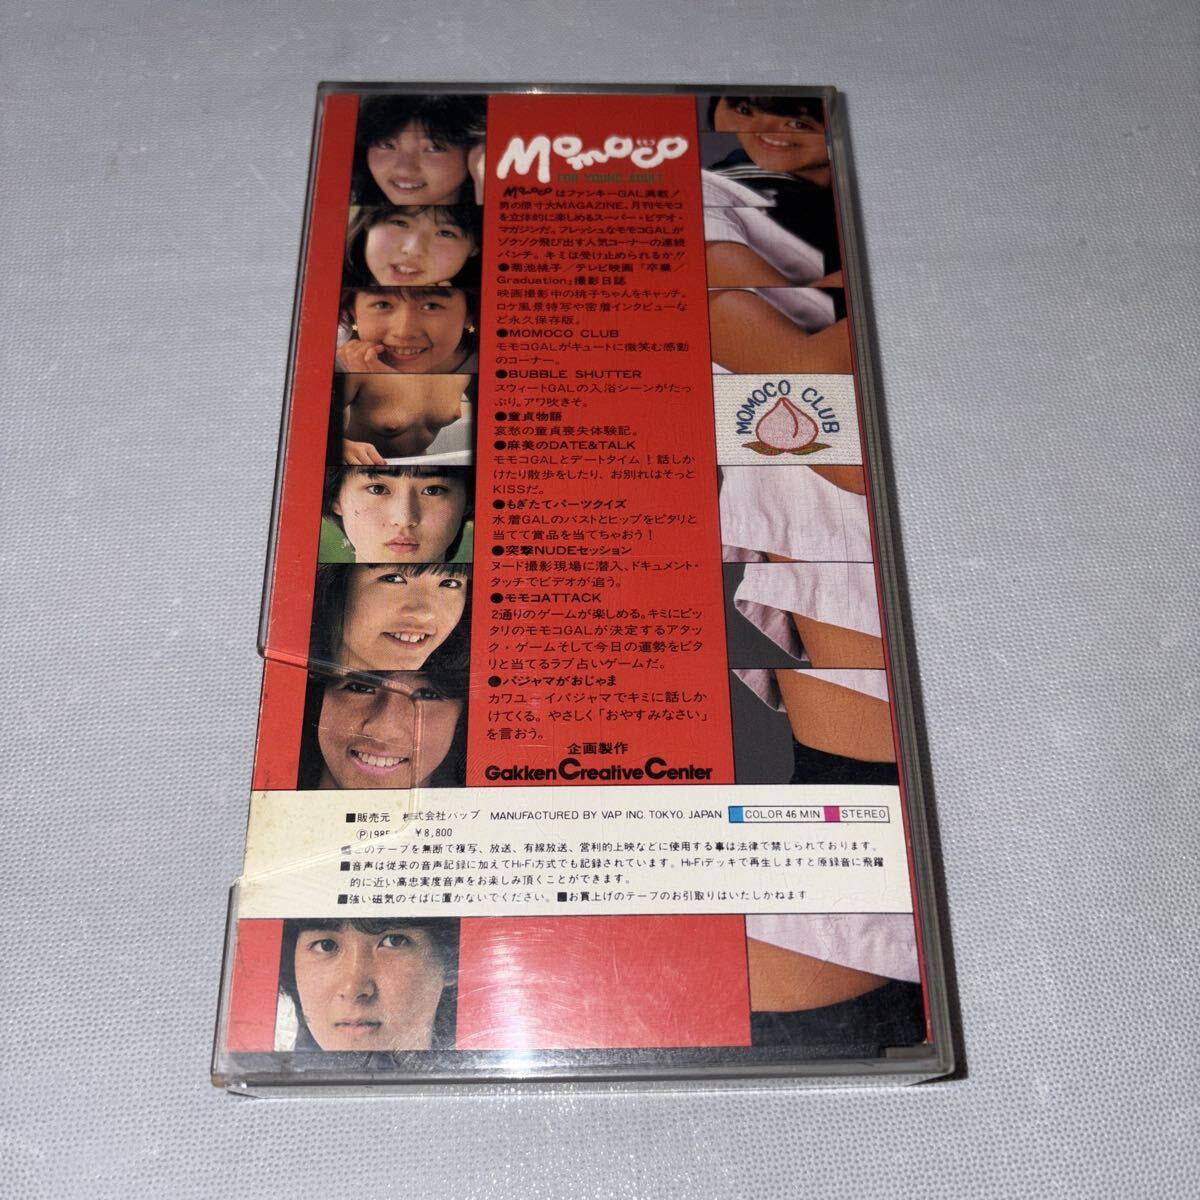 Momoco
ももこ
FOR YOUNG ADULT
Momocoはファンキー GAL満載!
男の原寸大MAGAZINE、月刊モモコ
を立体的に楽しめるスーパー・ビデオ・
マガジンだ。フレッシュなモモコGALが
ゾクゾク飛び出す人気コーナーの連続
パンチ。キミは受け止められるか!!
●菊池桃子/テレビ映画「卒業/
Graduation」撮影日誌
映画撮影中の桃子ちゃんをキャッチ。
ロケ風景特写や密着インタビューな
ど永久保存版。
●MOMOCO CLUB
モモコGALがキュートに微笑む感動
のコーナー。
●BUBBLE SHUTTER
スウィートGALの入浴シーンがたっ
ぷり。アワ吹きそ。
●童貞物語
哀愁の童貞喪失体験記。
●麻美のDATE&TALK
モモコGALとデートタイム!話しか
けたり散歩をしたり、お別れはそっと
KISSだ。
●もぎたてパーツクイズ
水着GALのバストとヒップをピタリと
当てて賞品を当てちゃおう!
●突撃NUDEセッション
ヌード撮影現場に潜入、ドキュメント・
タッチでビデオが追う。
●モモコATTACK
2通りのゲームが楽しめる。キミにピッ
タリのモモコGALが決定するアタッ
ク・ゲームそして今日の運勢をピタ
リと当てるラブ占いゲームだ。
●パジャマがおじゃま
カワユーイパジャマでキミに話しか
けてくる。やさしく「おやすみなさい」
を言おう。
企画製作
Gakken Creative Center
MOMOCO CLUB
■販売元 株式会社バップ MANUFACTURED BY VAP INC. TOKYO. JAPAN COLOR 46 MIN STEREO
Ⓟ1985 ¥8,800
■このテープを無断で複写、放送、有線放送、営利的上映などに使用する事は法律で禁じられております。
■音声は従来の音声記録に加えてHi-Fi方式でも記録されています。Hi-Fiデッキで再生しますと原録音に飛躍
的に近い高忠実度音声をお楽しみ頂くことができます。
■強い磁気のそばに置かないでください。■お買上げのテープのお引取りはいたしかねます